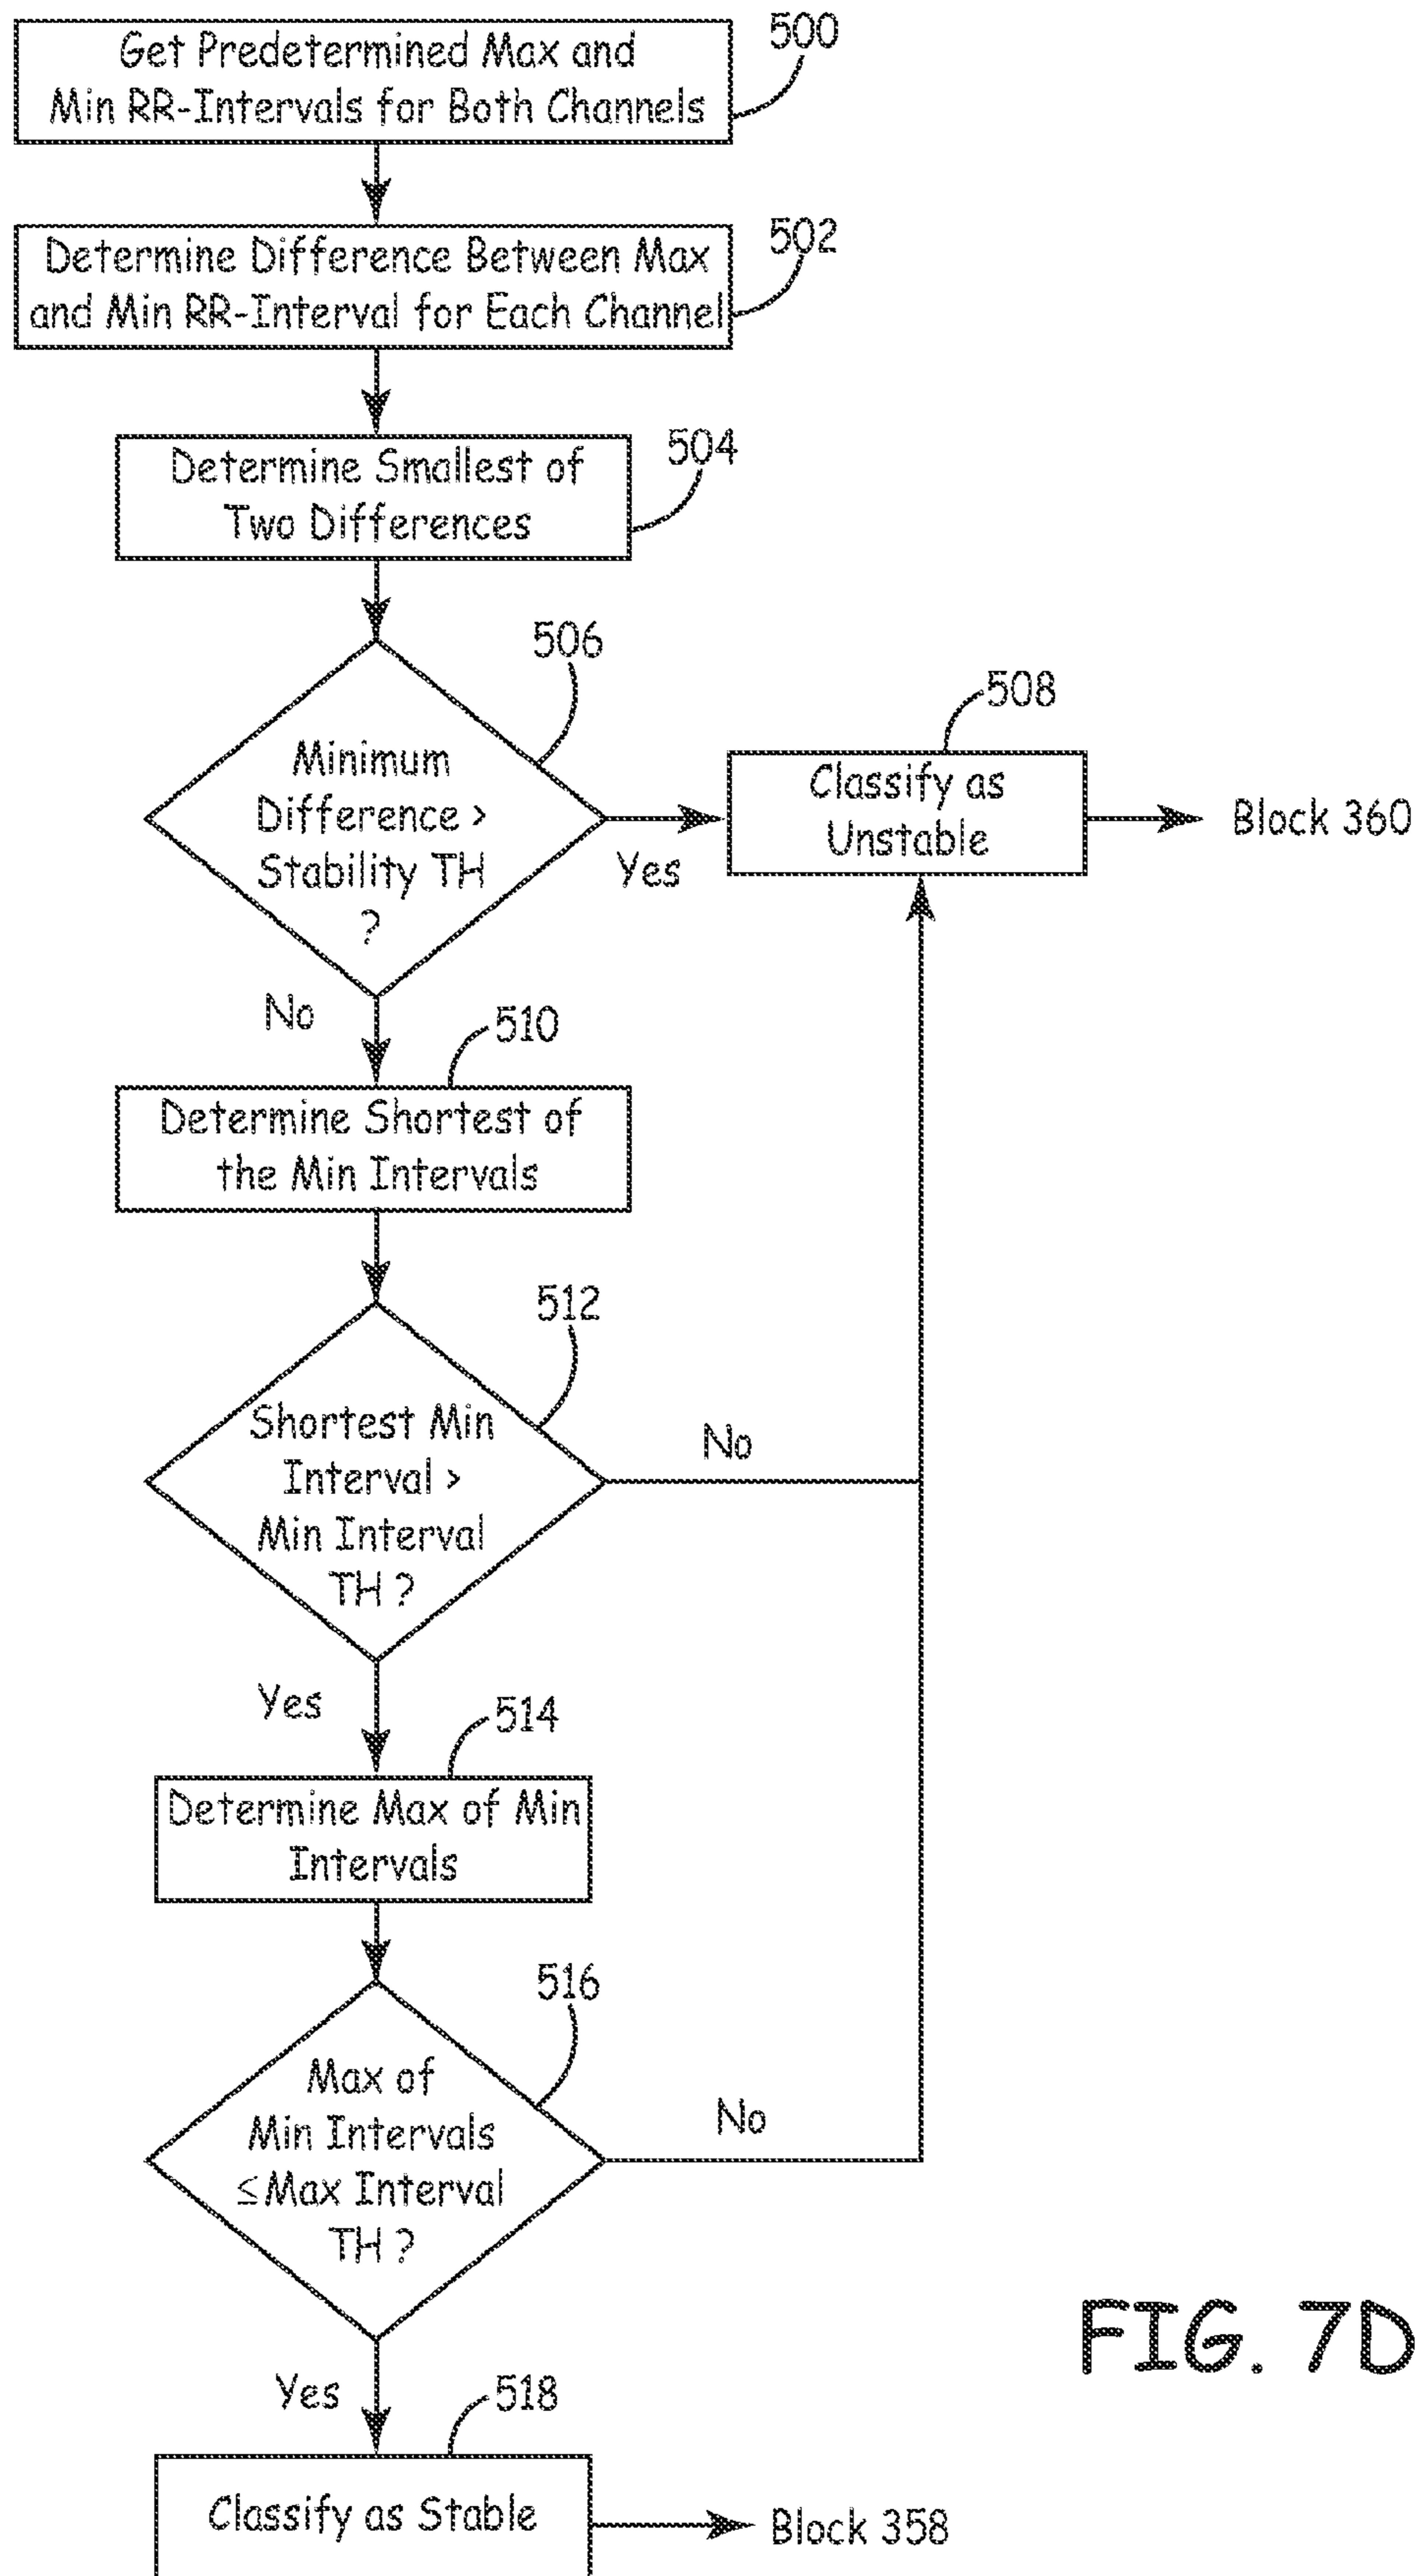 500
Get Predetermined Max and
Min RR-Intervals for Both Channels
502
Determine Difference Between Max
and Min RR-Interval for Each Channel
504
Determine Smallest of
Two Differences
506
Minimum
Difference >
Stability TH
?
Yes
508
Classify as
Unstable
Block 360
No
510
Determine Shortest of
the Min Intervals
512
Shortest Min
Interval >
Min Interval
TH ?
No
Yes
514
Determine Max of Min
Intervals
516
Max of
Min Intervals
≤Max Interval
TH ?
No
Yes
518
Classify as Stable
Block 358
FIG. 7D